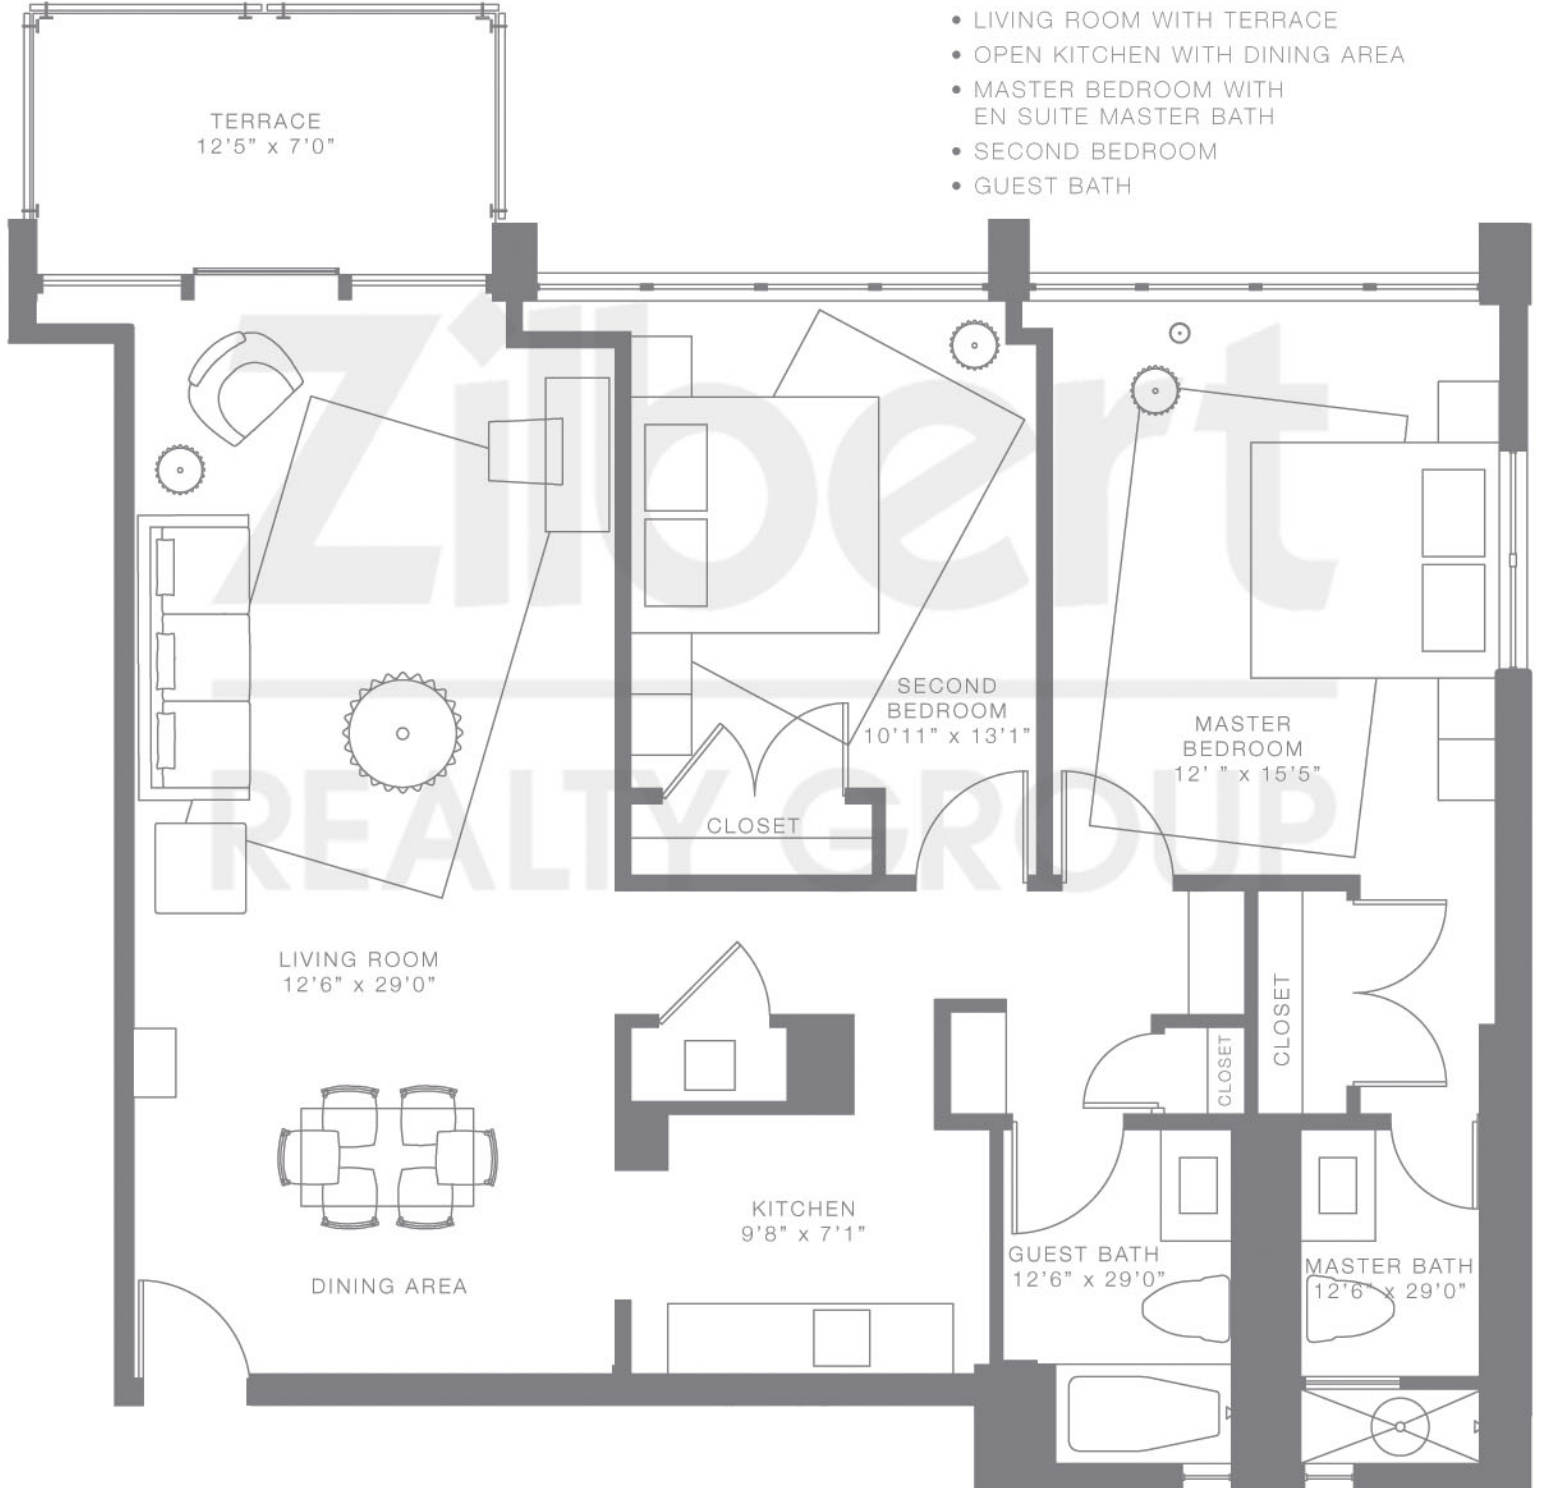 • LIVING ROOM WITH TERRACE
• OPEN KITCHEN WITH DINING AREA
• MASTER BEDROOM WITH
EN SUITE MASTER BATH
• SECOND BEDROOM
• GUEST BATH
TERRACE
12'5" x 7'0"
Zilbert
REALTY GROUP
SECOND
BEDROOM
10'11" x 13'1"
MASTER
BEDROOM
12' " x 15'5"
CLOSET
LIVING ROOM
12'6" x 29'0"
CLOSET
CLOSET
KITCHEN
9'8" x 7'1"
GUEST BATH
12'6" x 29'0"
MASTER BATH
12'6" x 29'0"
DINING AREA